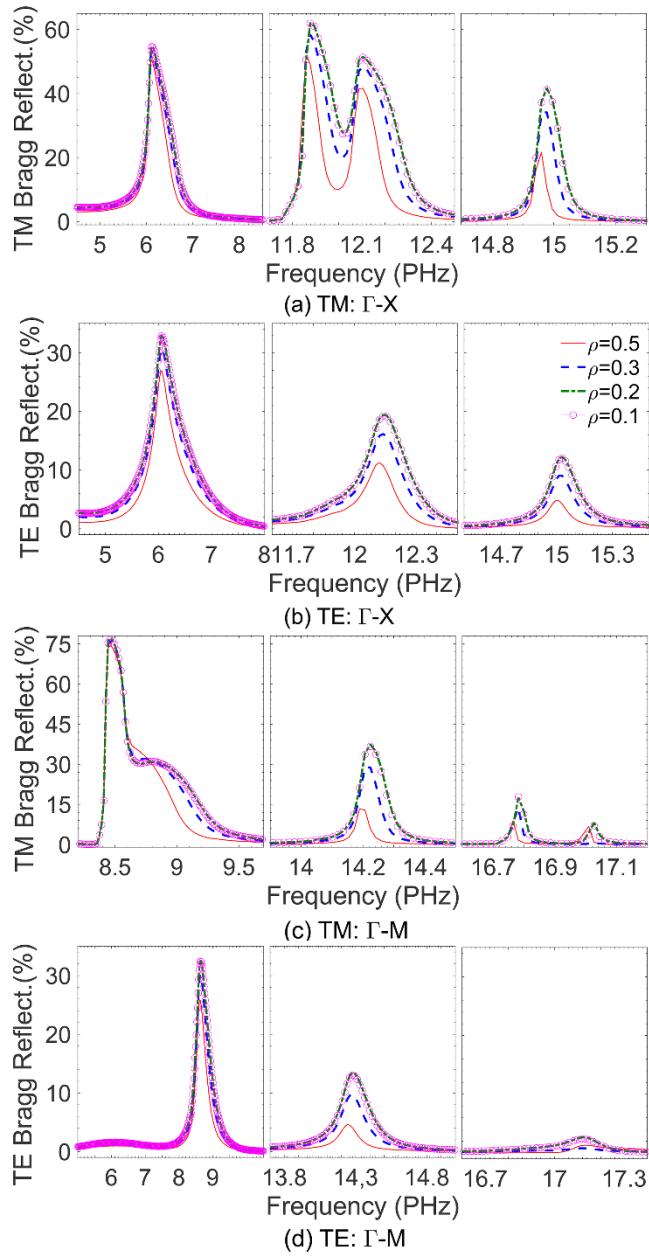 TM Bragg Reflect.(%)
60
40
20
0
5 6 7 8 11.8 12.1 12.4 14.8 15 15.2
Frequency (PHz)
(a) TM: Γ-X
TE Bragg Reflect.(%)
30
20
10
0
ρ=0.5
ρ=0.3
ρ=0.2
ρ=0.1
5 6 7 811.7 12 12.3 14.7 15 15.3
Frequency (PHz)
(b) TE: Γ-X
TM Bragg Reflect.(%)
75
60
45
30
15
0
8.5 9 9.5 14 14.2 14.4 16.7 16.9 17.1
Frequency (PHz)
(c) TM: Γ-M
TE Bragg Reflect.(%)
30
20
10
0
6 7 8 9 13.8 14,3 14.8 16.7 17 17.3
Frequency (PHz)
(d) TE: Γ-M